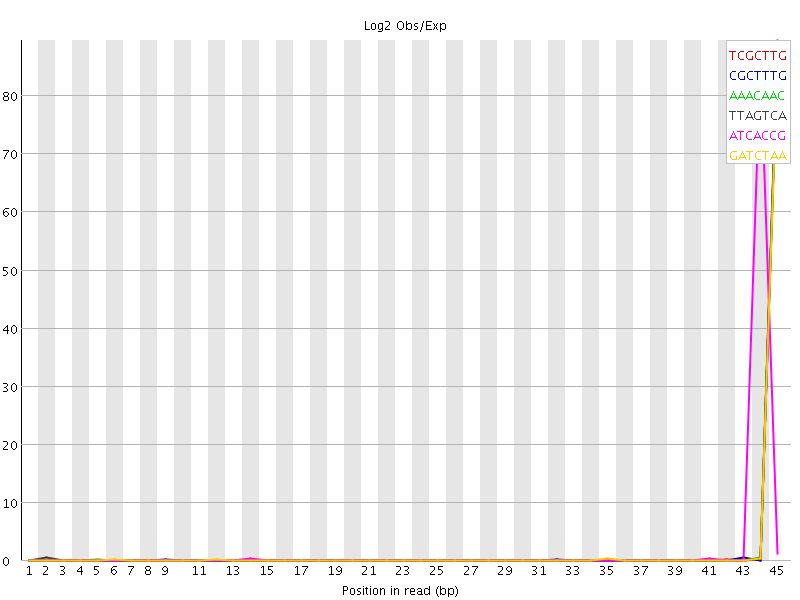 Log2 Obs/Exp
TCGCTTG
CGCTTTG
AAACAAC
TTAGTCA
ATCACCG
GATCTAA
80
70
60
50
40
30
20
10
0
1 2 3 4 5 6 7 8 9 11 13 15 17 19 21 23 25 27 29 31 33 35 37 39 41 43 45
Position in read (bp)